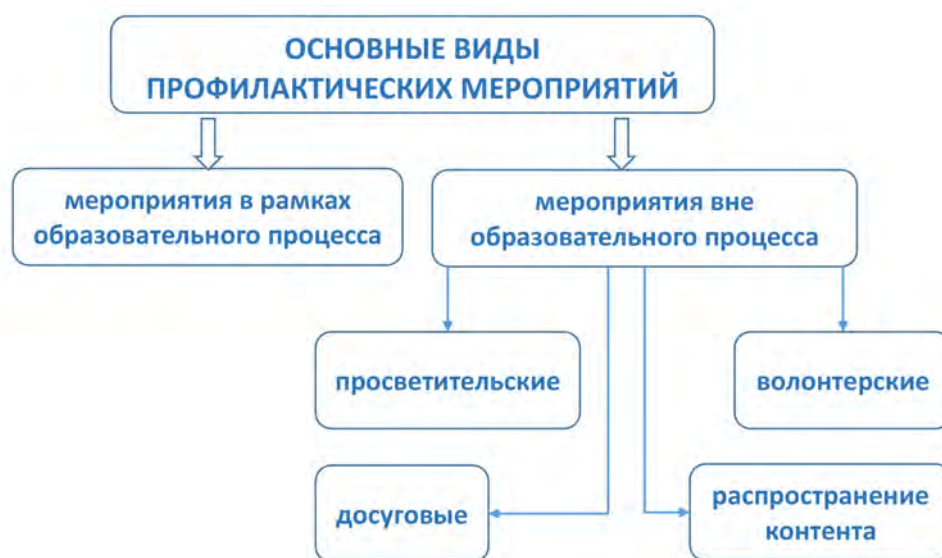 ОСНОВНЫЕ ВИДЫ
ПРОФИЛАКТИЧЕСКИХ МЕРОПРИЯТИЙ
мероприятия в рамках
образовательного процесса
мероприятия вне
образовательного процесса
просветительские
волонтерские
досуговые
распространение
контента